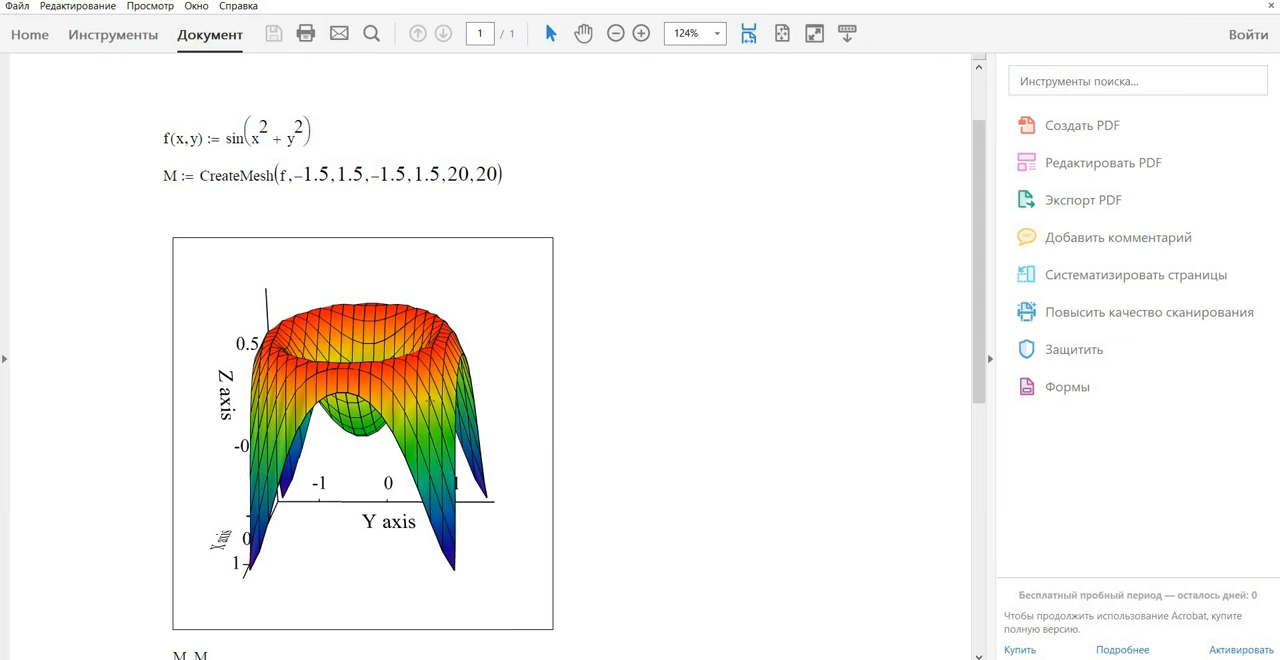 Файл Редактирование Просмотр Окно Справка
Home Инструменты Документ 1 / 1 124% Войти
f(x,y) := sin(x² + y²)
M := CreateMesh(f,-1.5,1.5,-1.5,1.5,20,20)
0.5
Z axis
-0
-1 0 1
Y axis
X axis
0
1
M, M
Инструменты поиска...
Создать PDF
Редактировать PDF
Экспорт PDF
Добавить комментарий
Систематизировать страницы
Повысить качество сканирования
Защитить
Формы
Бесплатный пробный период — осталось дней: 0
Чтобы продолжить использование Acrobat, купите
полную версию.
Купить Подробнее Активировать